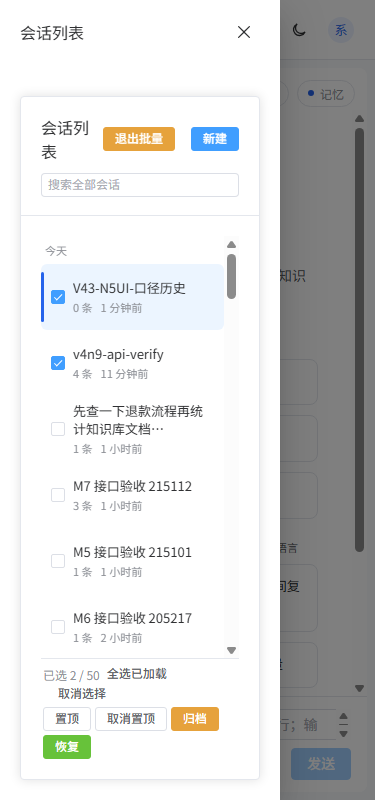 会话列表
系
记忆
会话列
表
退出批量
新建
搜索全部会话
今天
V43-N5UI-口径历史
0 条 1 分钟前
知识
v4n9-api-verify
4 条 11 分钟前
先查一下退款流程再统
计知识库文档…
1 条 1 小时前
M7 接口验收 215112
3 条 1 小时前
M5 接口验收 215101
1 条 1 小时前
语言
间复
M6 接口验收 205217
1 条 2 小时前
已选 2 / 50 全选已加载
取消选择
置顶
取消置顶
归档
行；输
恢复
发送